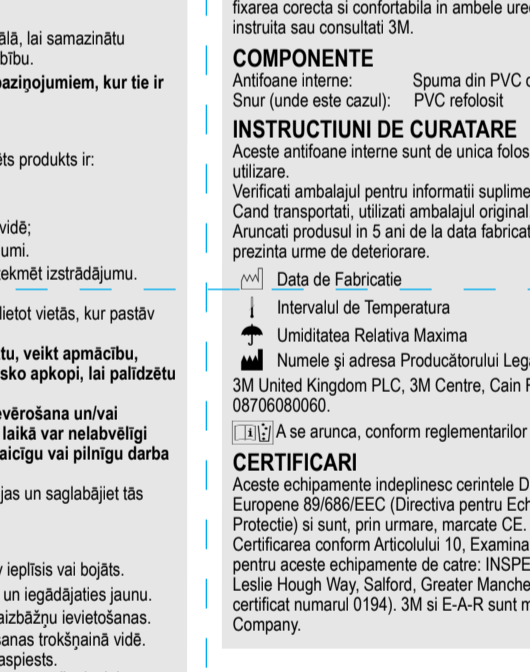 ālā, lai samazinātu
bību.
paziņojumiem, kur tie ir
ēts produkts ir:
vidē;
umi.
ekmēt izstrādājumu.
lietot vietās, kur pastāv
tu, veikt apmācību,
sko apkopi, lai palīdzētu
evērošana un/vai
laikā var nelabvēlīgi
aicīgu vai pilnīgu darba
jas un saglabājiet tās
v ieplīsis vai bojāts.
un iegādājaties jaunu.
aizbāžņu ievietošanas.
sanas trokšņainā vidē.
aspiests.
fixarea corecta si confortabila in ambele urec
instruita sau consultati 3M.
COMPONENTE
Antifoane interne: Spuma din PVC
Snur (unde este cazul): PVC refolosit
INSTRUCTIUNI DE CURATARE
Aceste antifoane interne sunt de unica folos
utilizare.
Verificati ambalajul pentru informatii suplime
Cand transportati, utilizati ambalajul original
Aruncati produsul in 5 ani de la data fabricat
prezinta urme de deteriorare.
Data de Fabricatie
Intervalul de Temperatura
Umiditatea Relativa Maxima
Numele şi adresa Producătorului Lega
3M United Kingdom PLC, 3M Centre, Cain
08706080060.
A se arunca, conform reglementarilor
CERTIFICARI
Aceste echipamente indeplinesc cerintele D
Europene 89/686/EEC (Directiva pentru Ech
Protectie) si sunt, prin urmare, marcate CE.
Certificarea conform Articolului 10, Examina
pentru aceste echipamente de catre: INSPE
Leslie Hough Way, Salford, Greater Manche
certificat numarul 0194). 3M si E-A-R sunt m
Company.